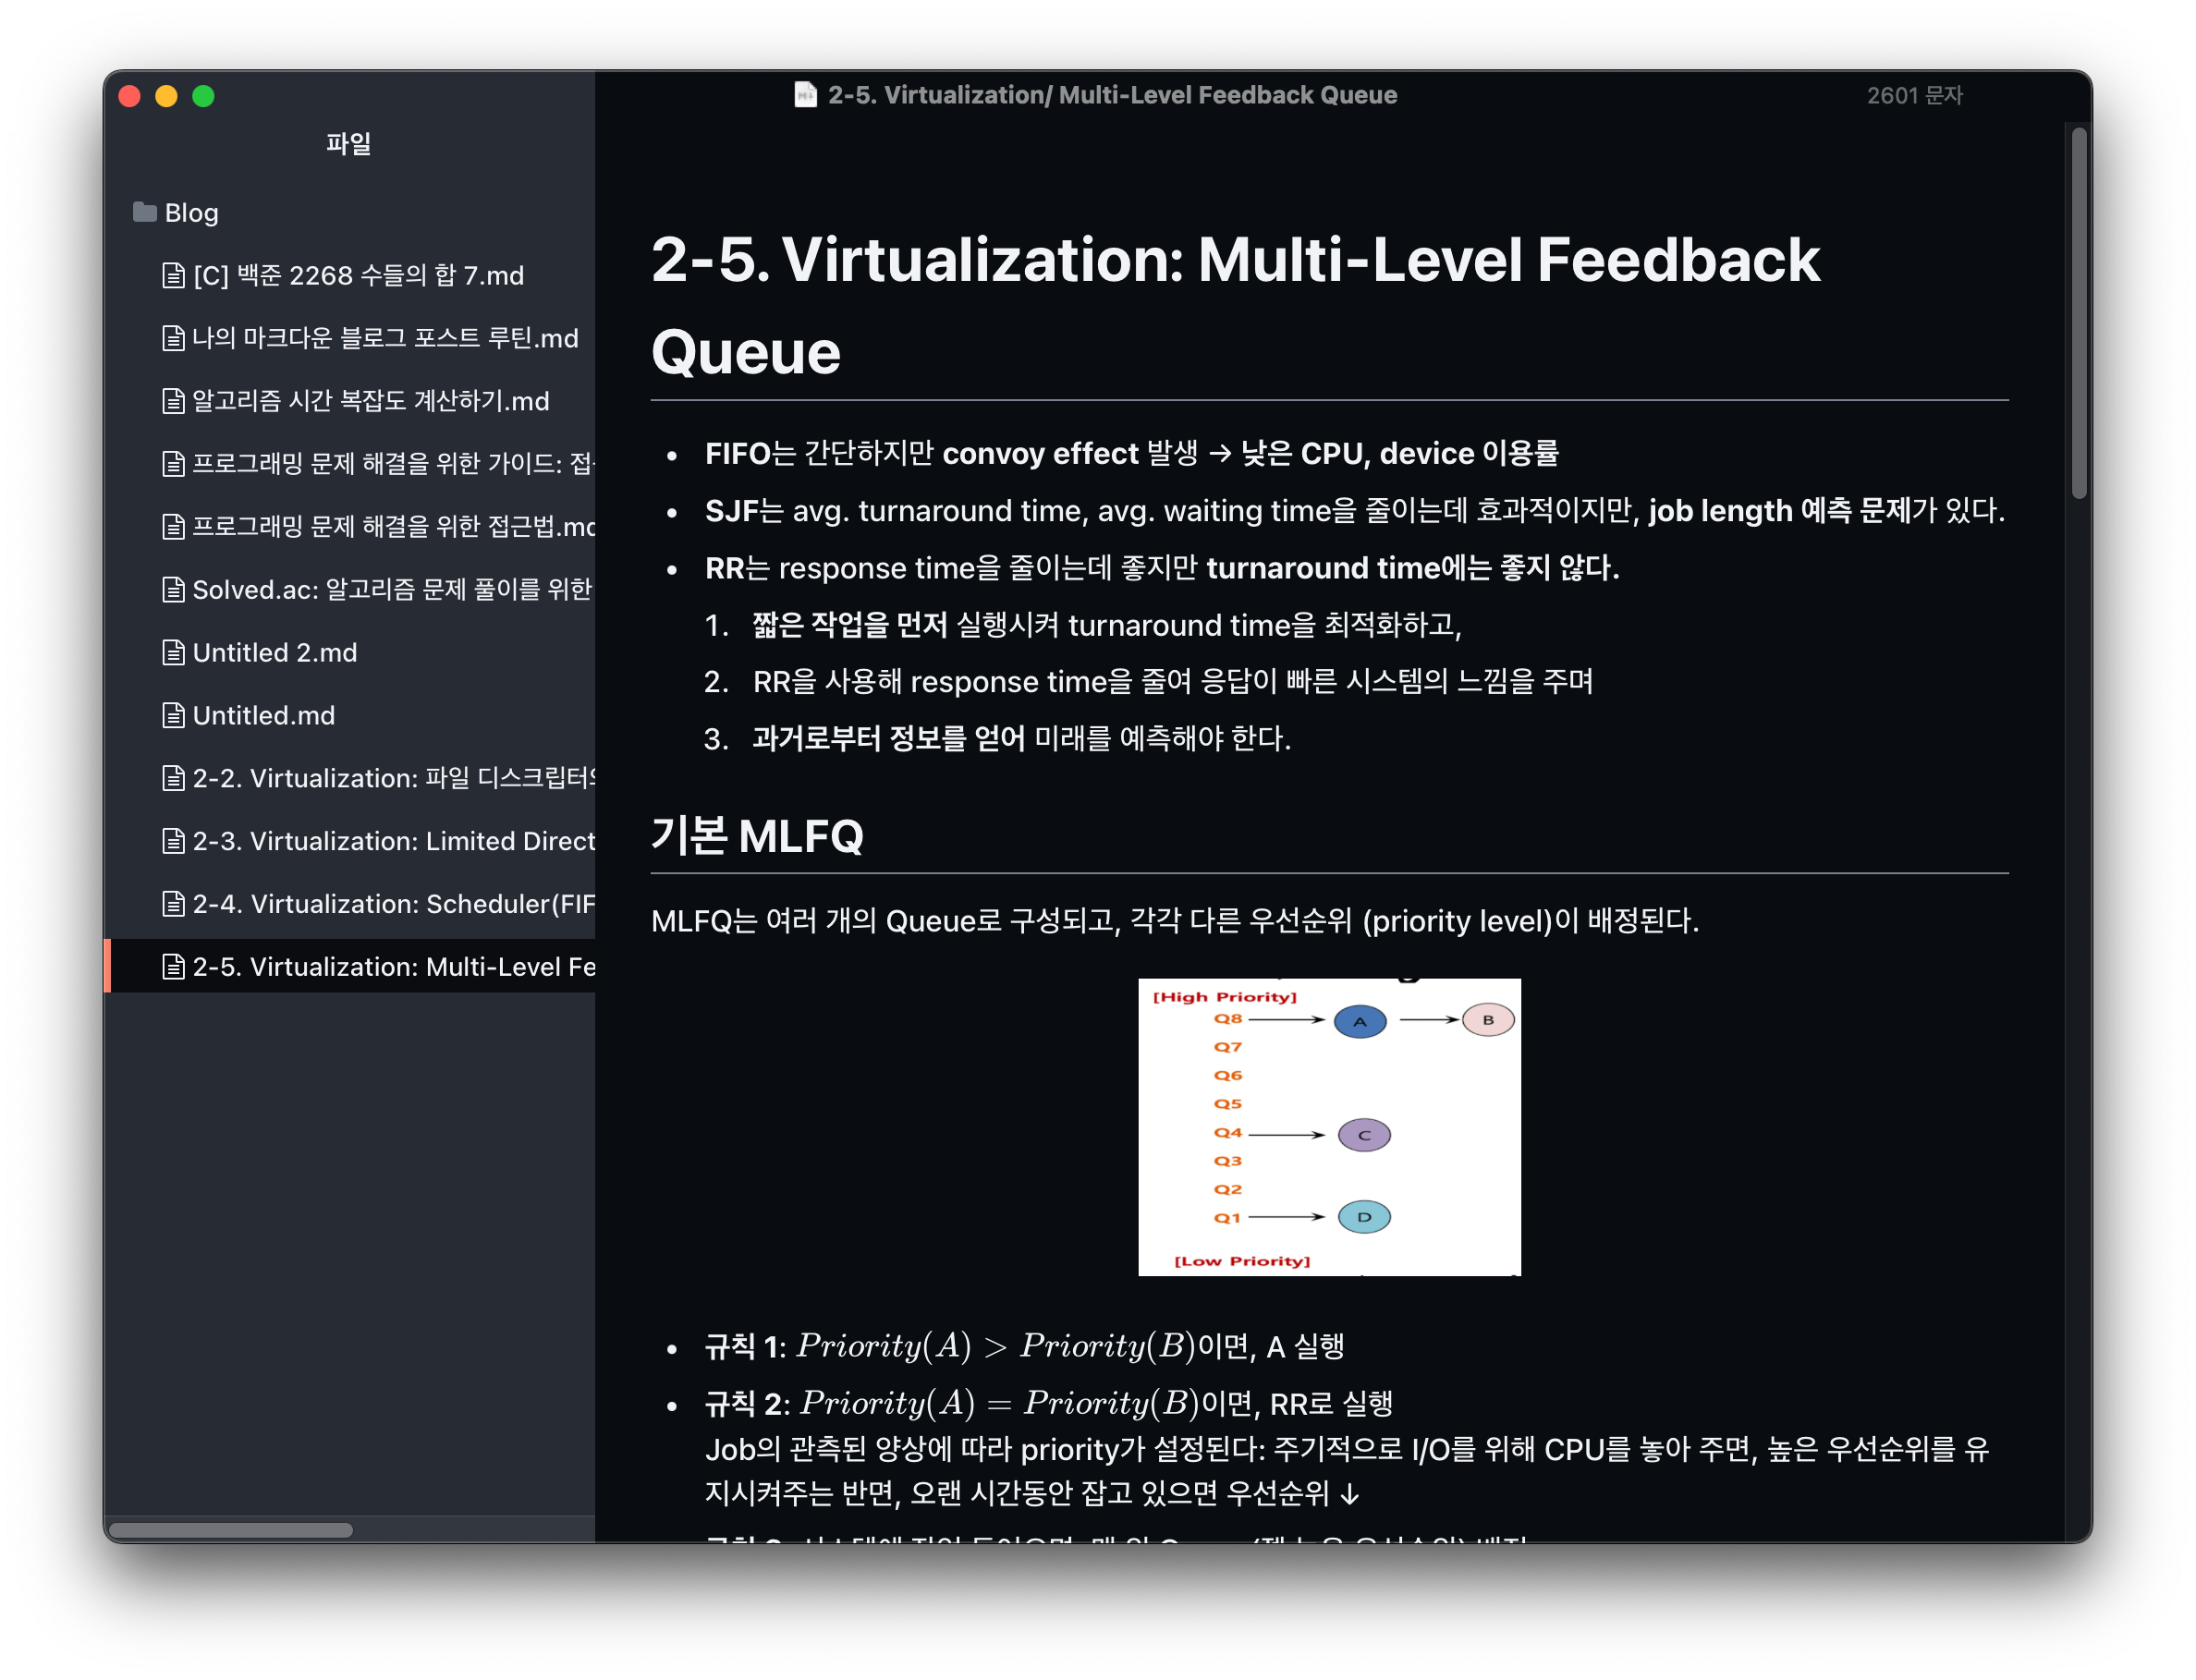 2-5. Virtualization/ Multi-Level Feedback Queue
2601 문자
파일
Blog
[C] 백준 2268 수들의 합 7.md
나의 마크다운 블로그 포스트 루틴.md
알고리즘 시간 복잡도 계산하기.md
프로그래밍 문제 해결을 위한 가이드: 접
프로그래밍 문제 해결을 위한 접근법.md
Solved.ac: 알고리즘 문제 풀이를 위한
Untitled 2.md
Untitled.md
2-2. Virtualization: 파일 디스크립터와
2-3. Virtualization: Limited Direct
2-4. Virtualization: Scheduler(FIF
2-5. Virtualization: Multi-Level Fe
2-5. Virtualization: Multi-Level Feedback
Queue
• FIFO는 간단하지만 convoy effect 발생 → 낮은 CPU, device 이용률
• SJF는 avg. turnaround time, avg. waiting time을 줄이는데 효과적이지만, job length 예측 문제가 있다.
• RR는 response time을 줄이는데 좋지만 turnaround time에는 좋지 않다.
1. 짧은 작업을 먼저 실행시켜 turnaround time을 최적화하고,
2. RR을 사용해 response time을 줄여 응답이 빠른 시스템의 느낌을 주며
3. 과거로부터 정보를 얻어 미래를 예측해야 한다.
기본 MLFQ
MLFQ는 여러 개의 Queue로 구성되고, 각각 다른 우선순위 (priority level)이 배정된다.
[High Priority]
Q8 A B
Q7
Q6
Q5
Q4 C
Q3
Q2
Q1 D
[Low Priority]
• 규칙 1: Priority(A) > Priority(B)이면, A 실행
• 규칙 2: Priority(A) = Priority(B)이면, RR로 실행
Job의 관측된 양상에 따라 priority가 설정된다: 주기적으로 I/O를 위해 CPU를 놓아 주면, 높은 우선순위를 유
지시켜주는 반면, 오랜 시간동안 잡고 있으면 우선순위 ↓